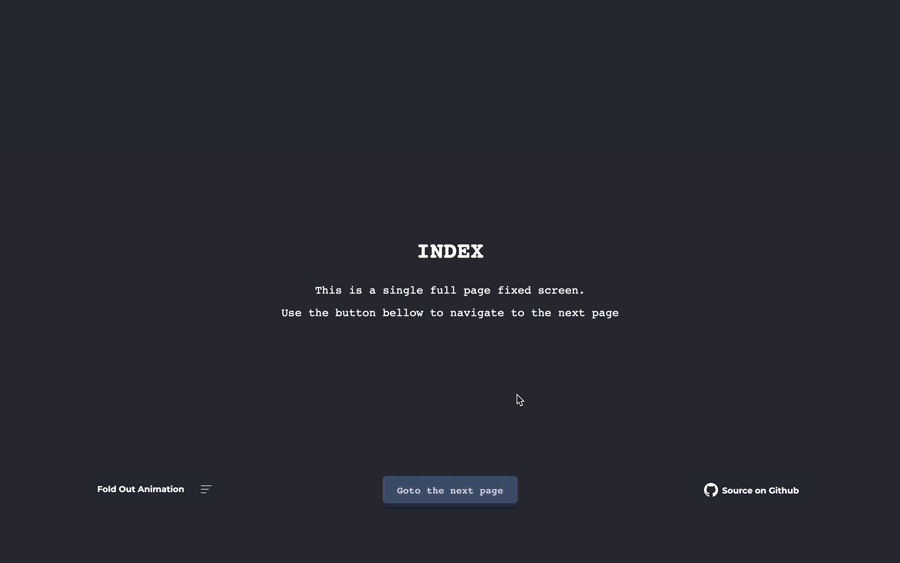 INDEX
This is a single full page fixed screen.
Use the button bellow to navigate to the next page
Fold Out Animation
Goto the next page
Source on Github